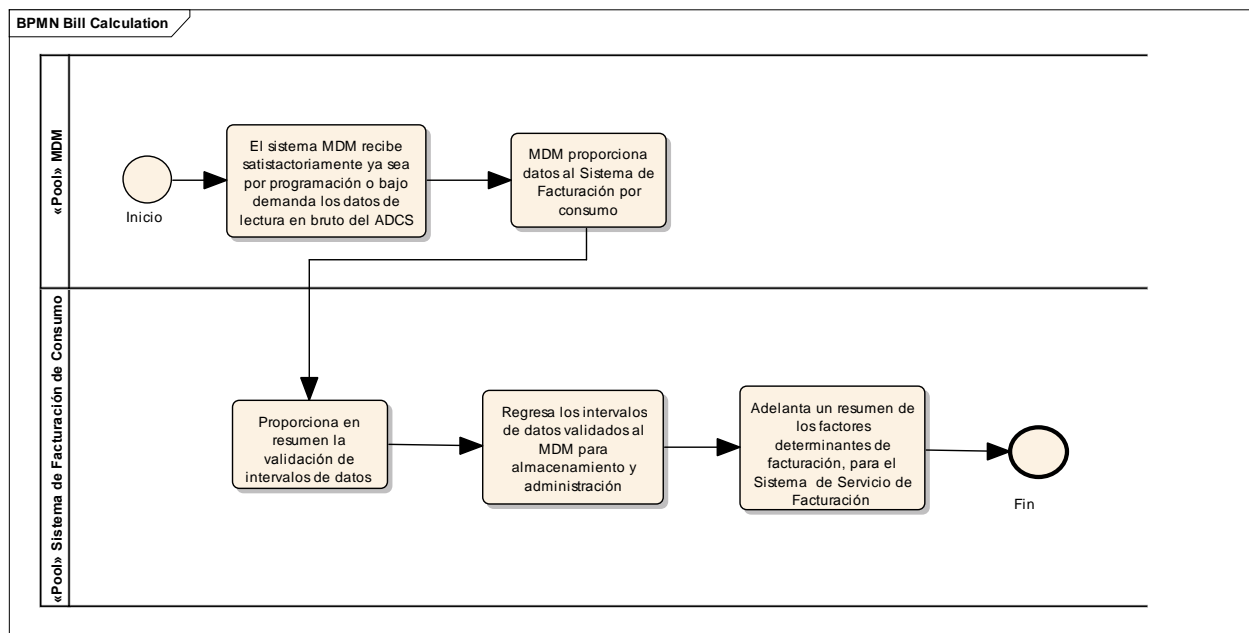 BPMN Bill Calculation
«Pool» MDM
Inicio
El sistema MDM recibe
satistactoriamente ya sea
por programación o bajo
demanda los datos de
lectura en bruto del ADCS
MDM proporciona
datos al Sistema de
Facturación por
consumo
«Pool» Sistema de Facturación de Consumo
Proporciona en
resumen la
validación de
intervalos de datos
Regresa los intervalos
de datos validados al
MDM para
almacenamiento y
administración
Adelanta un resumen de
los factores
determinantes de
facturación, para el
Sistema de Servicio de
Facturación
Fin